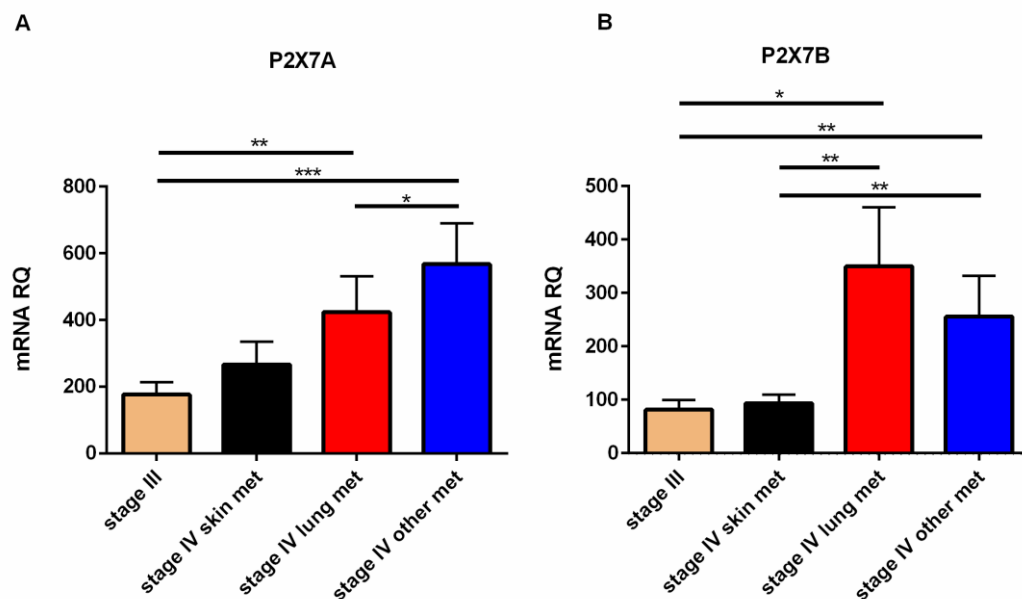 A
P2X7A
**
***
*
mRNA RQ
800
600
400
200
0
stage III
stage IV skin met
stage IV lung met
stage IV other met
B
P2X7B
*
**
**
**
mRNA RQ
500
400
300
200
100
0
stage III
stage IV skin met
stage IV lung met
stage IV other met